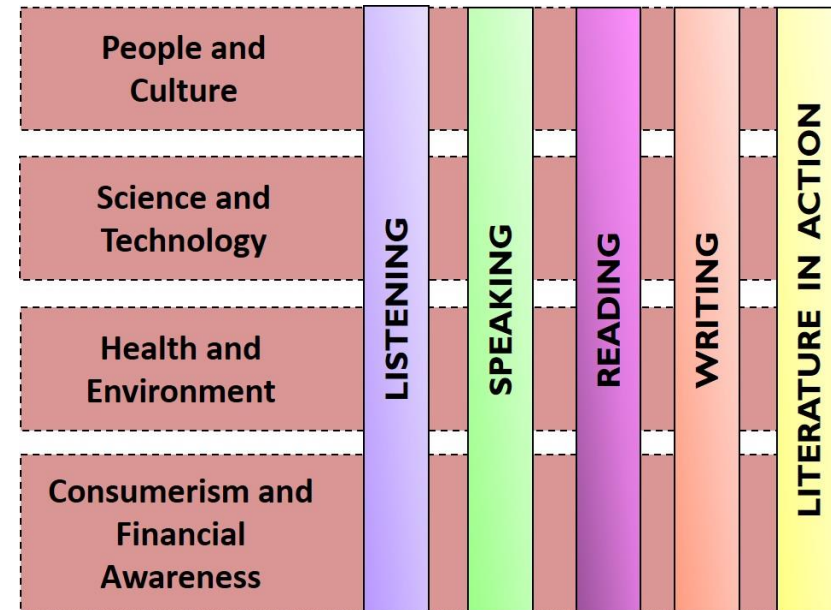 People and
Culture
Science and
Technology
Health and
Environment
Consumerism and
Financial
Awareness
LISTENING
SPEAKING
READING
WRITING
LITERATURE IN ACTION